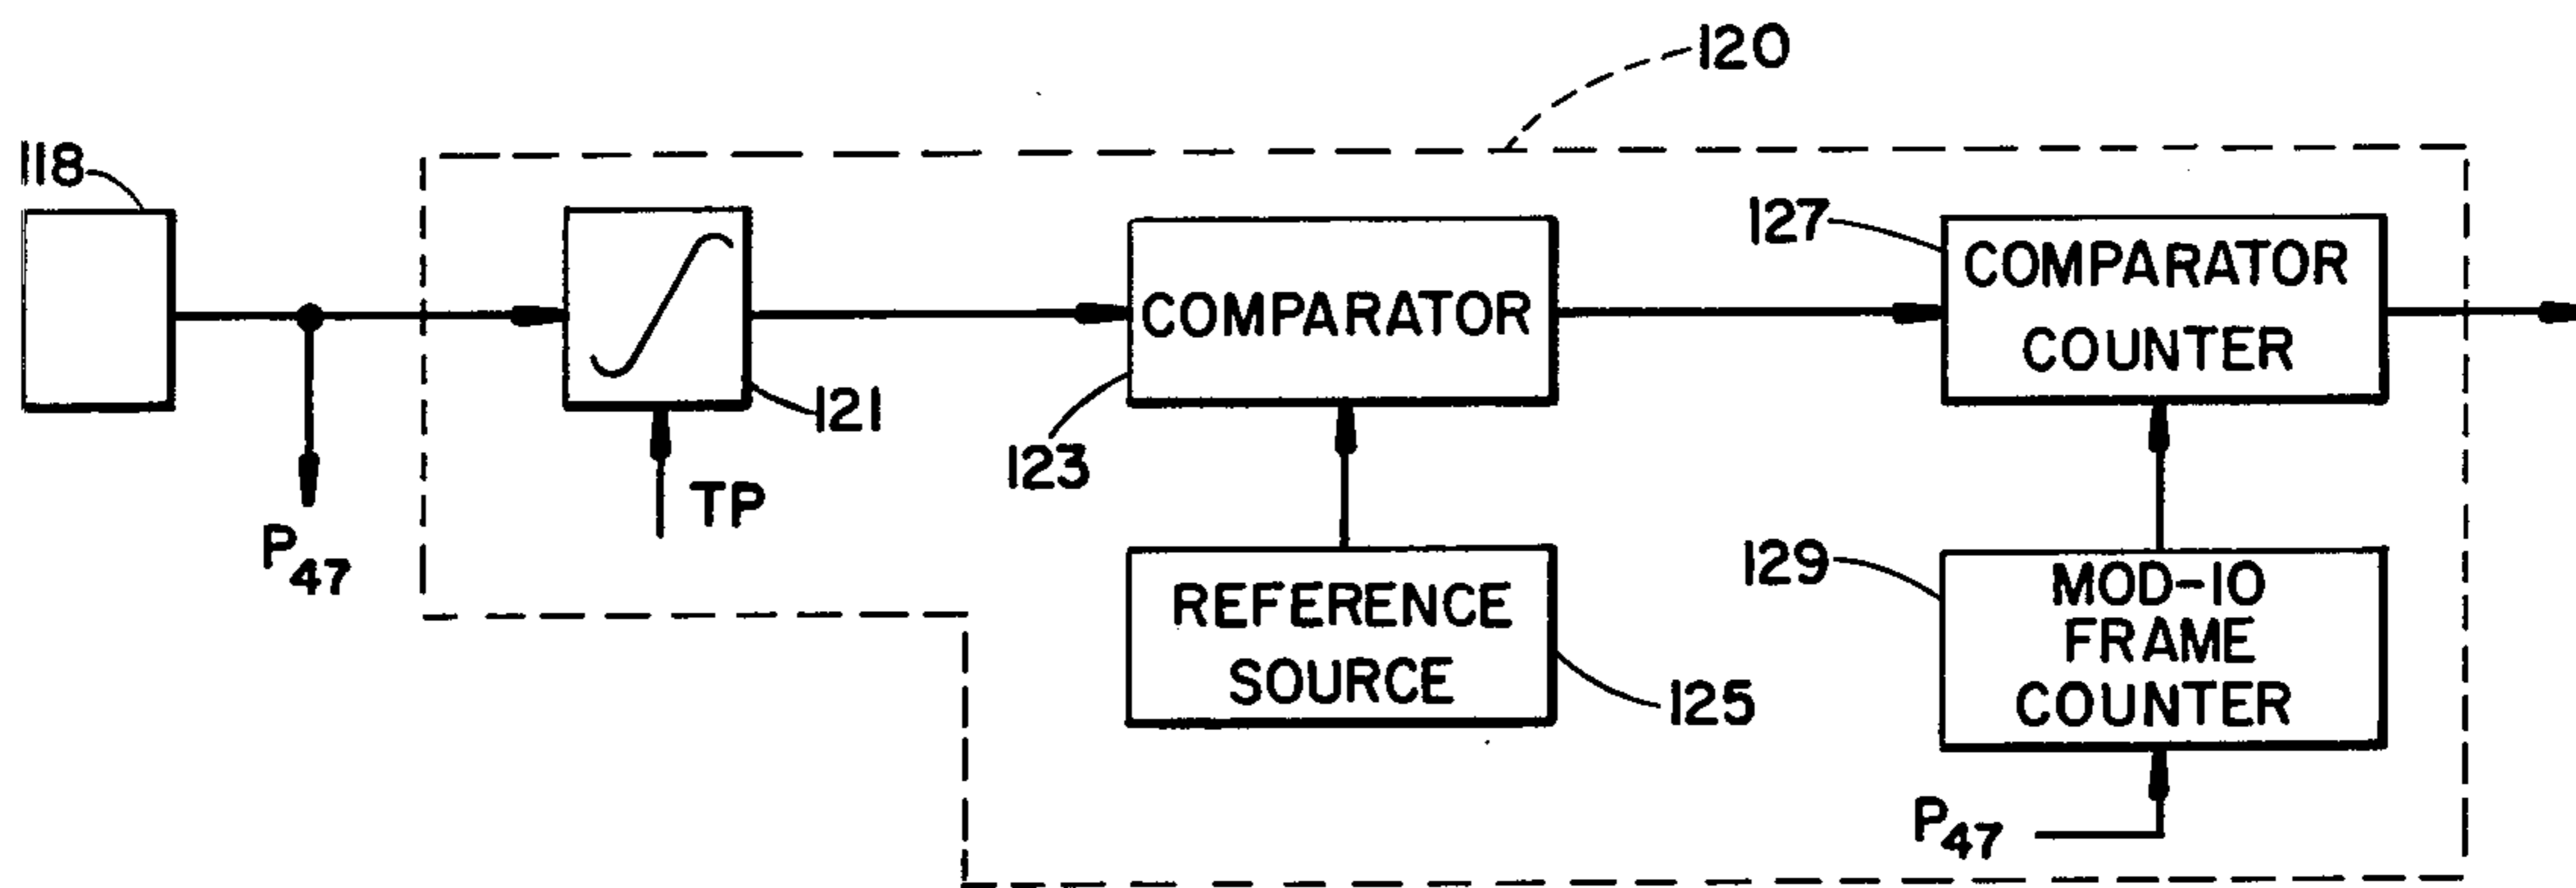 120
118
127
COMPARATOR
COMPARATOR
COUNTER
121
123
TP
P47
129
MOD-10
FRAME
COUNTER
REFERENCE
SOURCE
125
P47